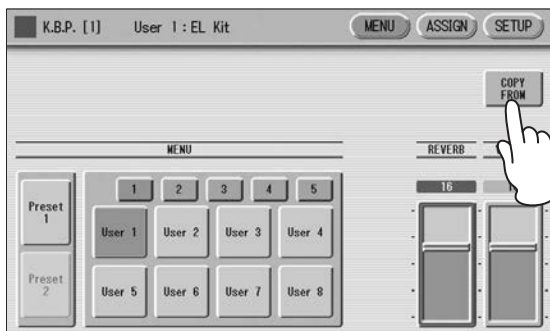 K.B.P. [1] User 1 : EL Kit MENU ASSIGN SETUP
COPY
FROM
MENU
REVERB
1 2 3 4 5
16
Preset
1
User 1 User 2 User 3 User 4
Preset
2
User 5 User 6 User 7 User 8